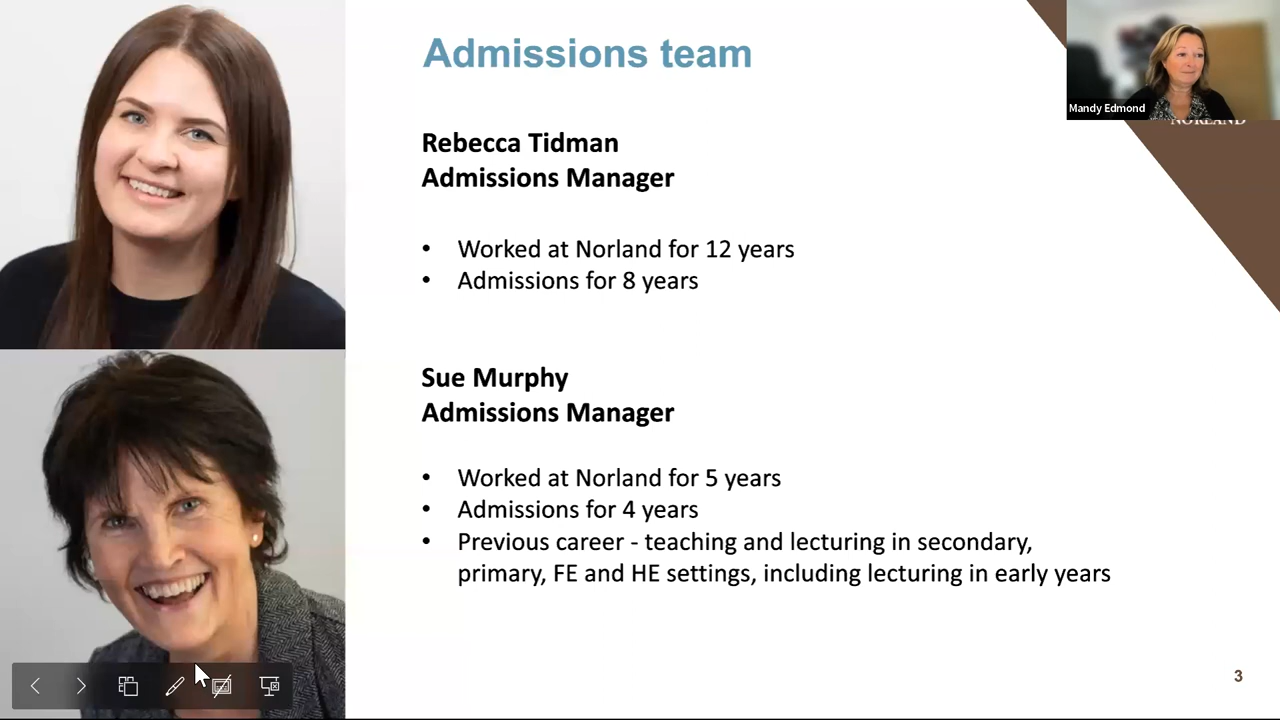 Admissions team
Mandy Edmond
NORLAND
Rebecca Tidman
Admissions Manager
• Worked at Norland for 12 years
• Admissions for 8 years
Sue Murphy
Admissions Manager
• Worked at Norland for 5 years
• Admissions for 4 years
• Previous career - teaching and lecturing in secondary,
primary, FE and HE settings, including lecturing in early years
3